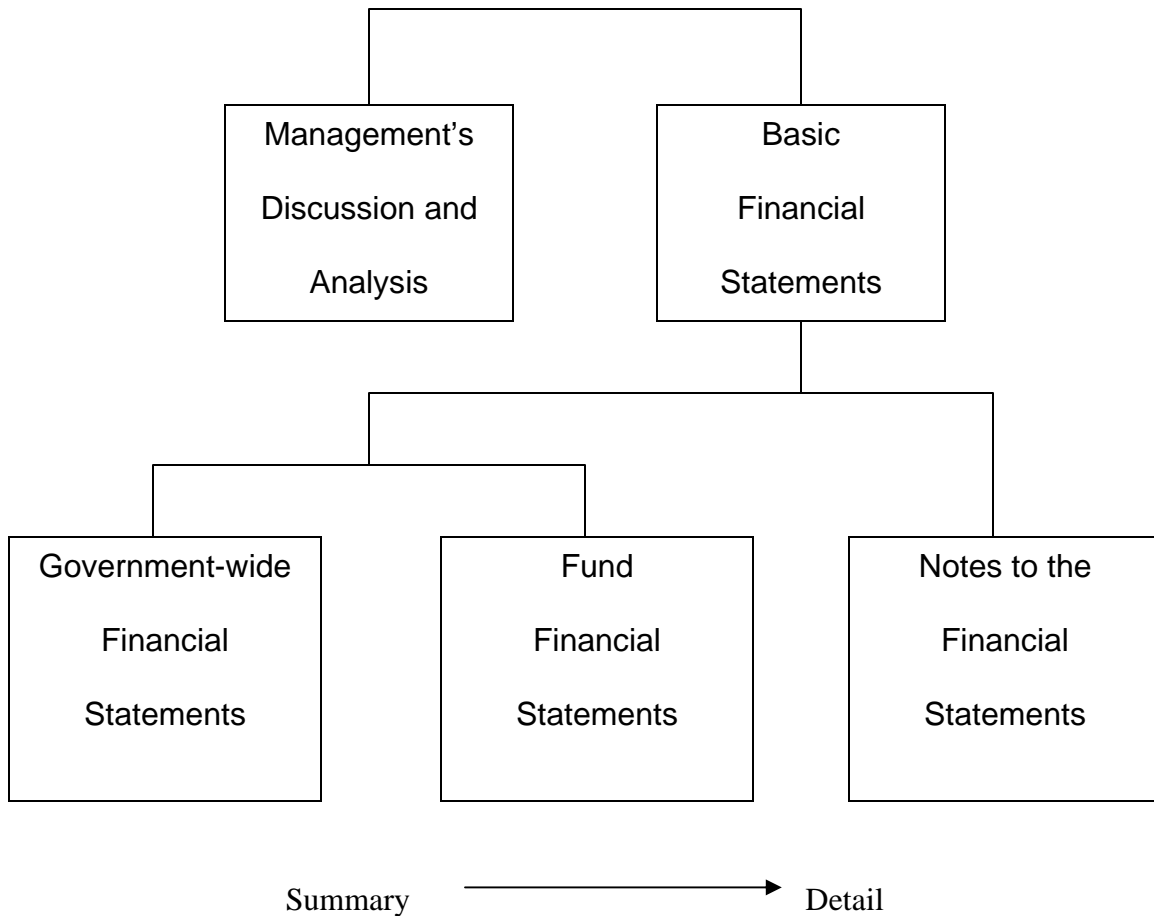 Management’s
Discussion and
Analysis
Basic
Financial
Statements
Government-wide
Financial
Statements
Fund
Financial
Statements
Notes to the
Financial
Statements
Summary
Detail